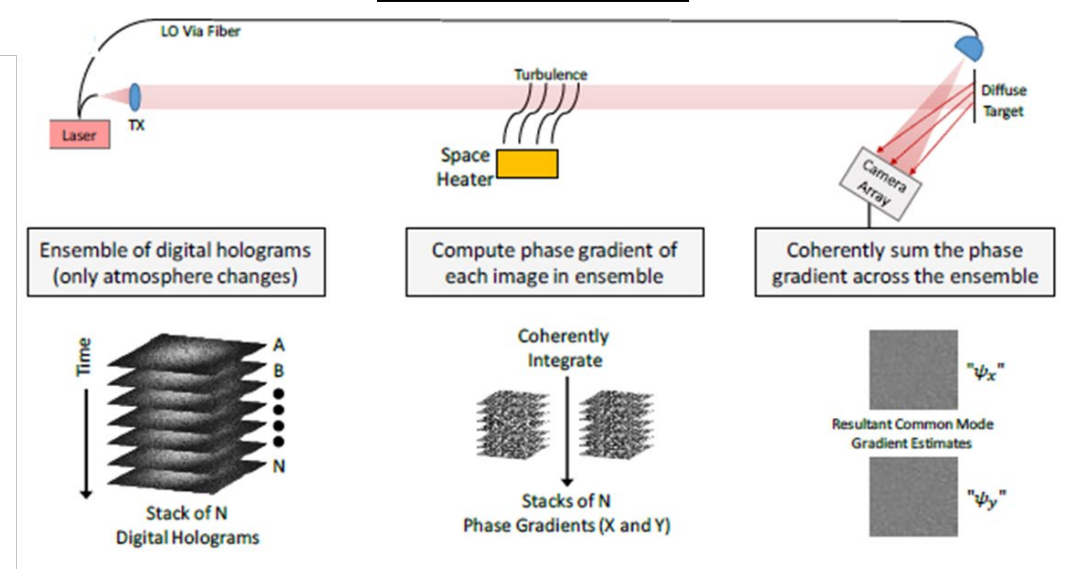 LO Via Fiber
Turbulence
Diffuse
Target
TX
Laser
Space
Heater
Camera
Array
Ensemble of digital holograms
(only atmosphere changes)
Compute phase gradient of
each image in ensemble
Coherently sum the phase
gradient across the ensemble
Time
A
B
N
Stack of N
Digital Holograms
Coherently
Integrate
Stacks of N
Phase Gradients (X and Y)
"ψₓ"
Resultant Common Mode
Gradient Estimates
"ψᵧ"